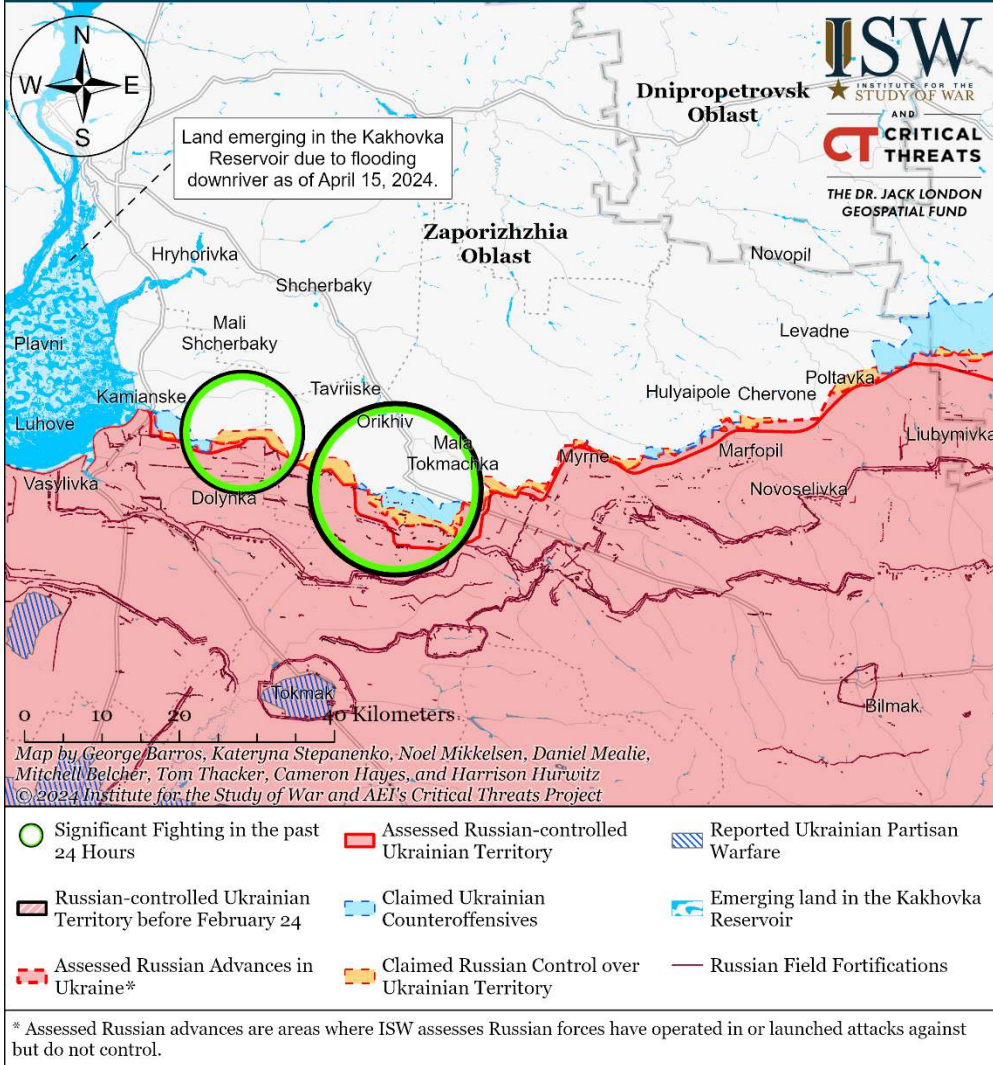 N
W
E
S
ISW
INSTITUTE FOR THE
STUDY OF WAR
AND
CT CRITICAL
THREATS
THE DR. JACK LONDON
GEOSPATIAL FUND
Dnipropetrovsk
Oblast
Land emerging in the Kakhovka
Reservoir due to flooding
downriver as of April 15, 2024.
Zaporizhzhia
Oblast
Hryhorivka
Novopil
Shcherbaky
Mali
Shcherbaky
Levadne
Plavni
Tavriiske
Poltavka
Kamianske
Hulyaipole
Chervone
Luhove
Orikhiv
Mala
Tokmachka
Myrne
Marfopil
Liubymivka
Vasylivka
Dolynka
Novoselivka
Tokmak
Bilmak
0 10 20 40 Kilometers
Map by George Barros, Kateryna Stepanenko, Noel Mikkelsen, Daniel Mealie,
Mitchell Belcher, Tom Thacker, Cameron Hayes, and Harrison Hurwitz
© 2024 Institute for the Study of War and AEI's Critical Threats Project
Significant Fighting in the past
24 Hours
Assessed Russian-controlled
Ukrainian Territory
Reported Ukrainian Partisan
Warfare
Russian-controlled Ukrainian
Territory before February 24
Claimed Ukrainian
Counteroffensives
Emerging land in the Kakhovka
Reservoir
Assessed Russian Advances in
Ukraine*
Claimed Russian Control over
Ukrainian Territory
Russian Field Fortifications
* Assessed Russian advances are areas where ISW assesses Russian forces have operated in or launched attacks against
but do not control.